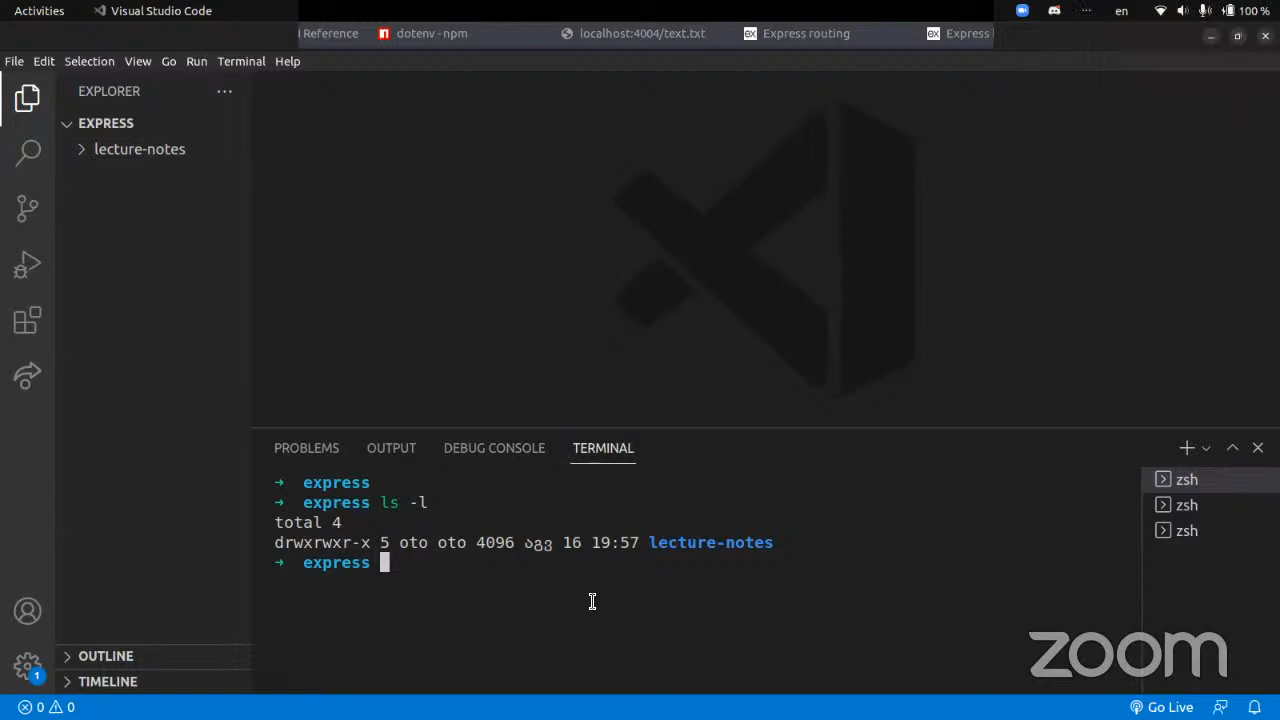 Activities
Visual Studio Code
en
100 %
Reference
dotenv - npm
localhost:4004/text.txt
ex Express routing
ex Express
File Edit Selection View Go Run Terminal Help
EXPLORER
EXPRESS
lecture-notes
PROBLEMS OUTPUT DEBUG CONSOLE TERMINAL
➜ express
➜ express ls -l
total 4
drwxrwxr-x 5 oto oto 4096 აგვ 16 19:57 lecture-notes
➜ express
zsh
zsh
zsh
OUTLINE
TIMELINE
1
0 0
Go Live
zoom